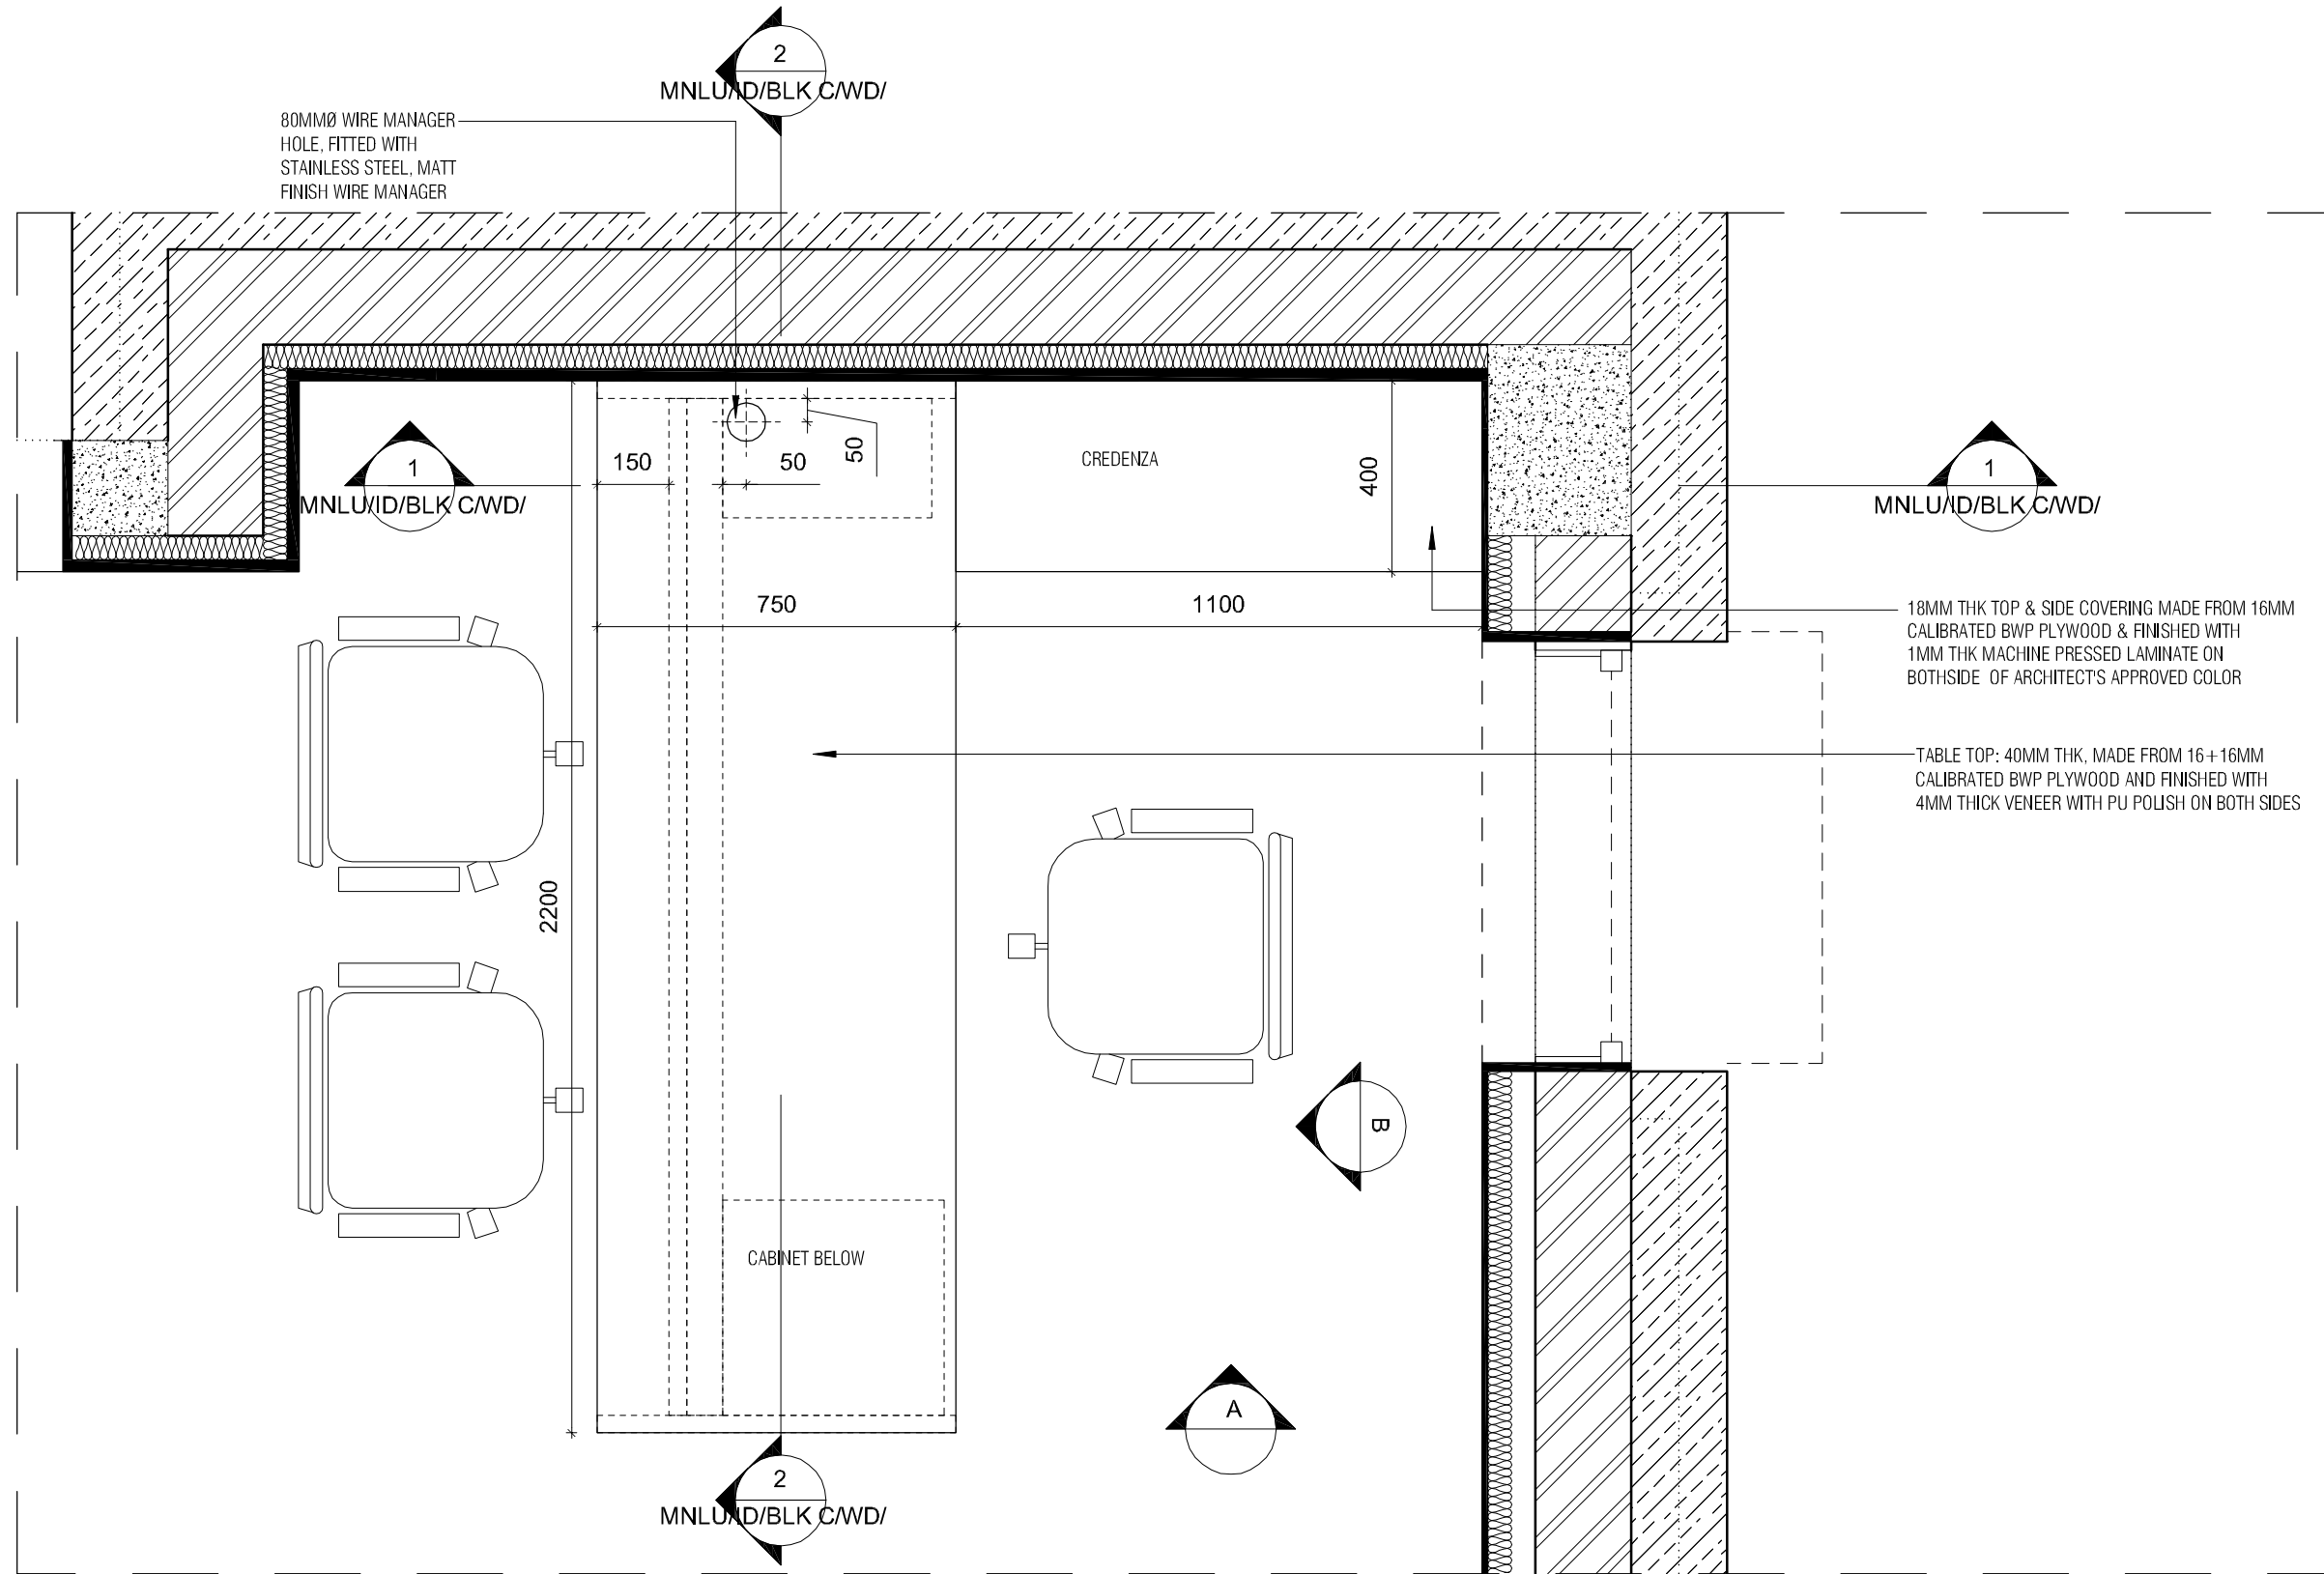 2
MNLU/ID/BLK C/WD/
80MMØ WIRE MANAGER
HOLE, FITTED WITH
STAINLESS STEEL, MATT
FINISH WIRE MANAGER
150
50
50
CREDENZA
400
1
MNLU/ID/BLK C/WD/
1
MNLU/ID/BLK C/WD/
750
1100
18MM THK TOP & SIDE COVERING MADE FROM 16MM
CALIBRATED BWP PLYWOOD & FINISHED WITH
1MM THK MACHINE PRESSED LAMINATE ON
BOTHSIDE OF ARCHITECT'S APPROVED COLOR
TABLE TOP: 40MM THK, MADE FROM 16+16MM
CALIBRATED BWP PLYWOOD AND FINISHED WITH
4MM THICK VENEER WITH PU POLISH ON BOTH SIDES
2200
B
CABINET BELOW
A
2
MNLU/ID/BLK C/WD/